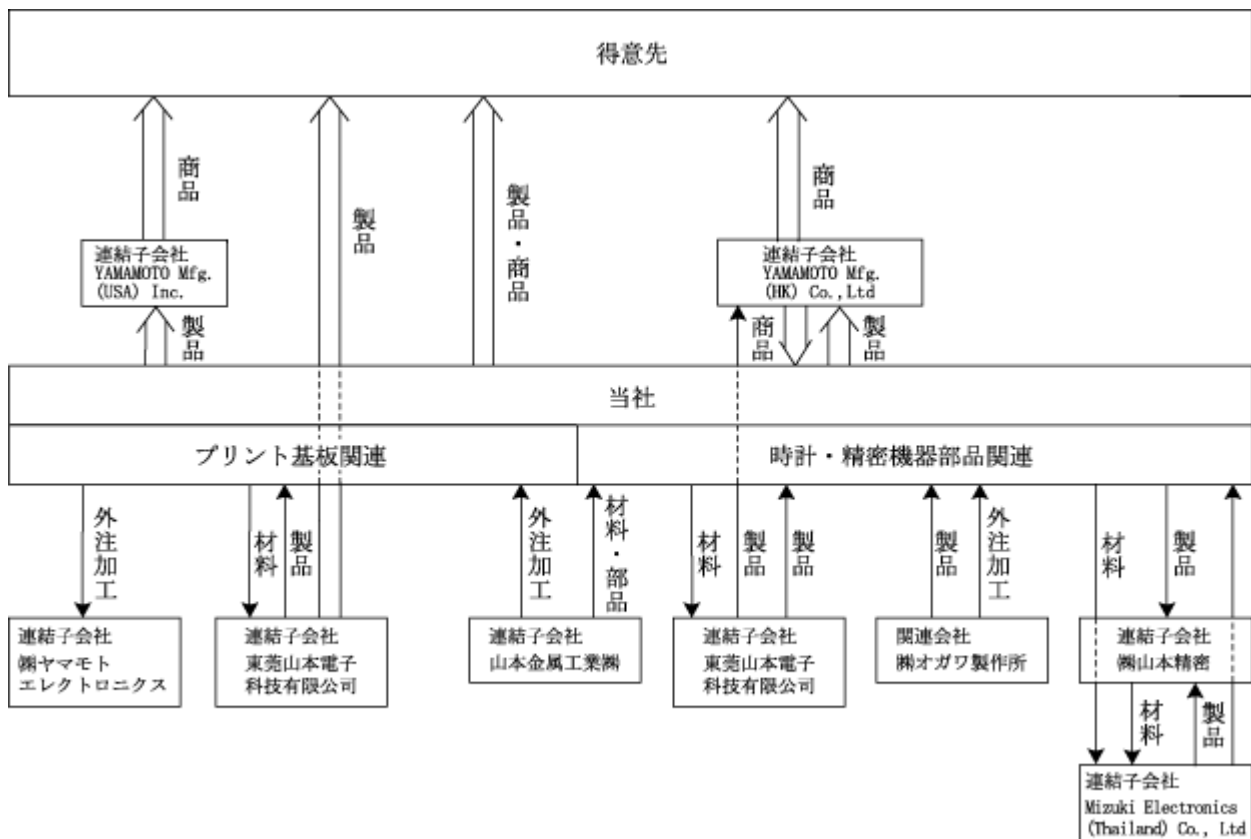 得意先
商品
製品
製品・商品
商品
連結子会社
YAMAMOTO Mfg.
(USA) Inc.
連結子会社
YAMAMOTO Mfg.
(HK) Co.,Ltd
製品
商品
製品
当社
プリント基板関連
時計・精密機器部品関連
外注加工
材料
製品
外注加工
材料・部品
材料
製品
製品
製品
外注加工
材料
製品
連結子会社
㈱ヤマモト
エレクトロニクス
連結子会社
東莞山本電子
科技有限公司
連結子会社
山本金属工業㈱
連結子会社
東莞山本電子
科技有限公司
関連会社
㈱オガワ製作所
連結子会社
㈱山本精密
材料
製品
連結子会社
Mizuki Electronics
(Thailand) Co., Ltd